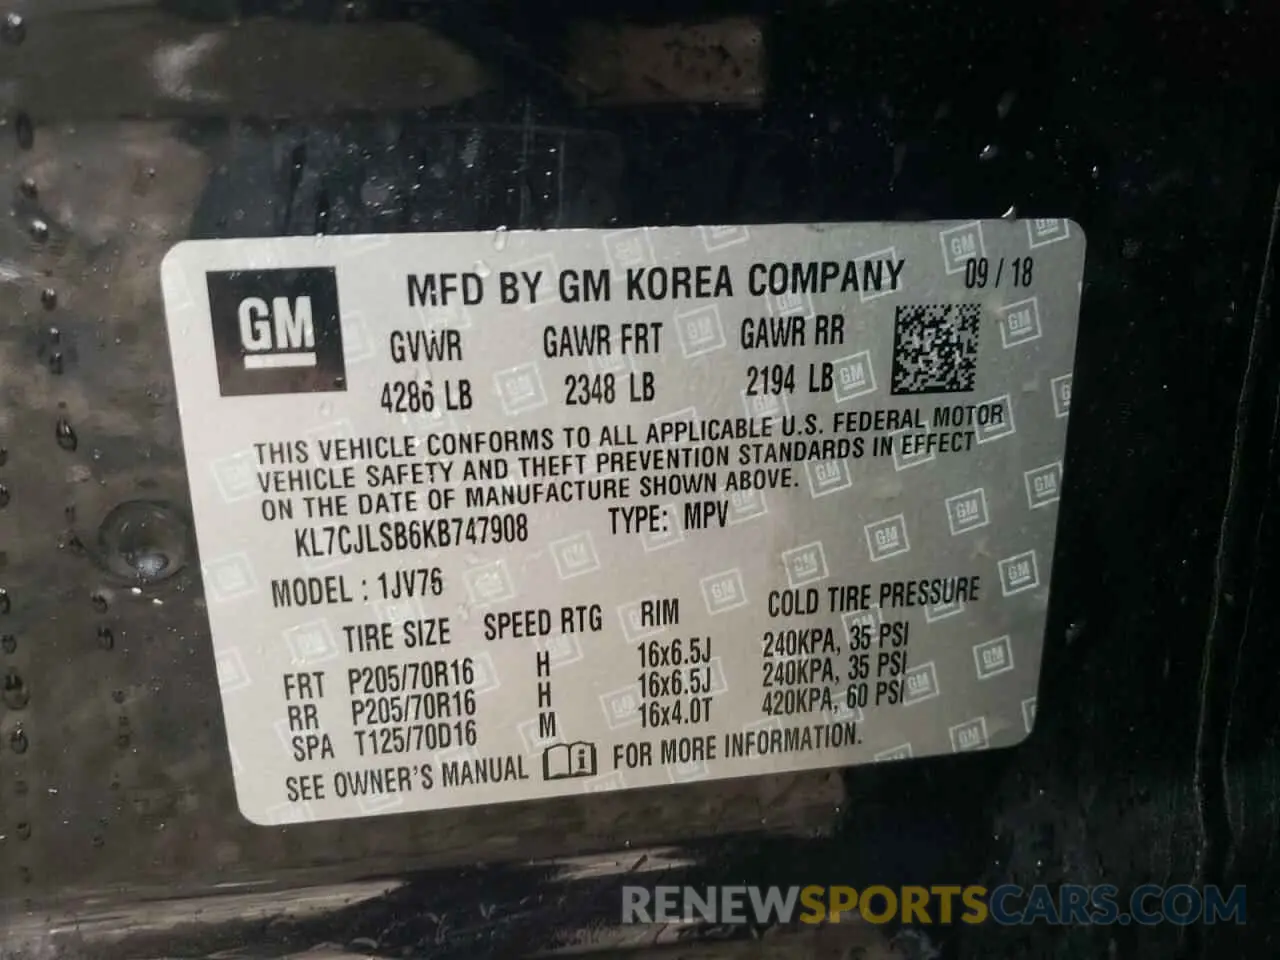 GM
MFD BY GM KOREA COMPANY 09 / 18
GVWR GAWR FRT GAWR RR
4286 LB 2348 LB 2194 LB
THIS VEHICLE CONFORMS TO ALL APPLICABLE U.S. FEDERAL MOTOR
VEHICLE SAFETY AND THEFT PREVENTION STANDARDS IN EFFECT
ON THE DATE OF MANUFACTURE SHOWN ABOVE.
KL7CJLSB6KB747908 TYPE: MPV
MODEL : 1JV76
TIRE SIZE SPEED RTG RIM COLD TIRE PRESSURE
FRT P205/70R16 H 16x6.5J 240KPA, 35 PSI
RR P205/70R16 H 16x6.5J 240KPA, 35 PSI
SPA T125/70D16 M 16x4.0T 420KPA, 60 PSI
SEE OWNER'S MANUAL FOR MORE INFORMATION.
RENEWSPORTSCARS.COM